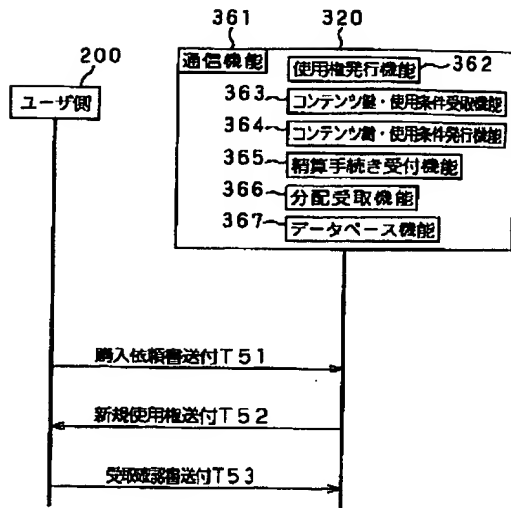 361
320
200
通信機能
使用権発行機能
362
ユーザ側
363
コンテンツ鍵・使用条件受取機能
364
コンテンツ鍵・使用条件発行機能
365
精算手続き受付機能
366
分配受取機能
367
データベース機能
購入依頼書送付T51
新規使用権送付T52
受取確認書送付T53